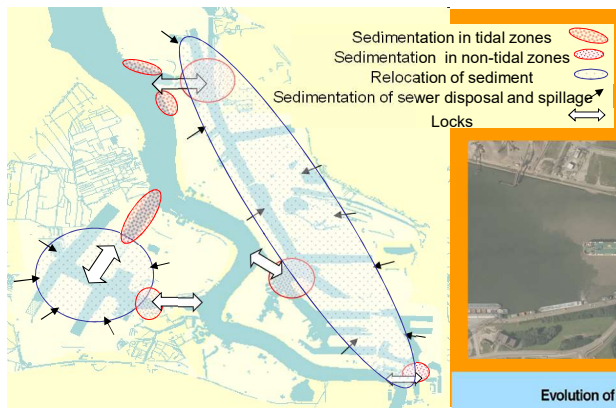 Sedimentation in tidal zones
Sedimentation in non-tidal zones
Relocation of sediment
Sedimentation of sewer disposal and spillage
Locks
Evolution of